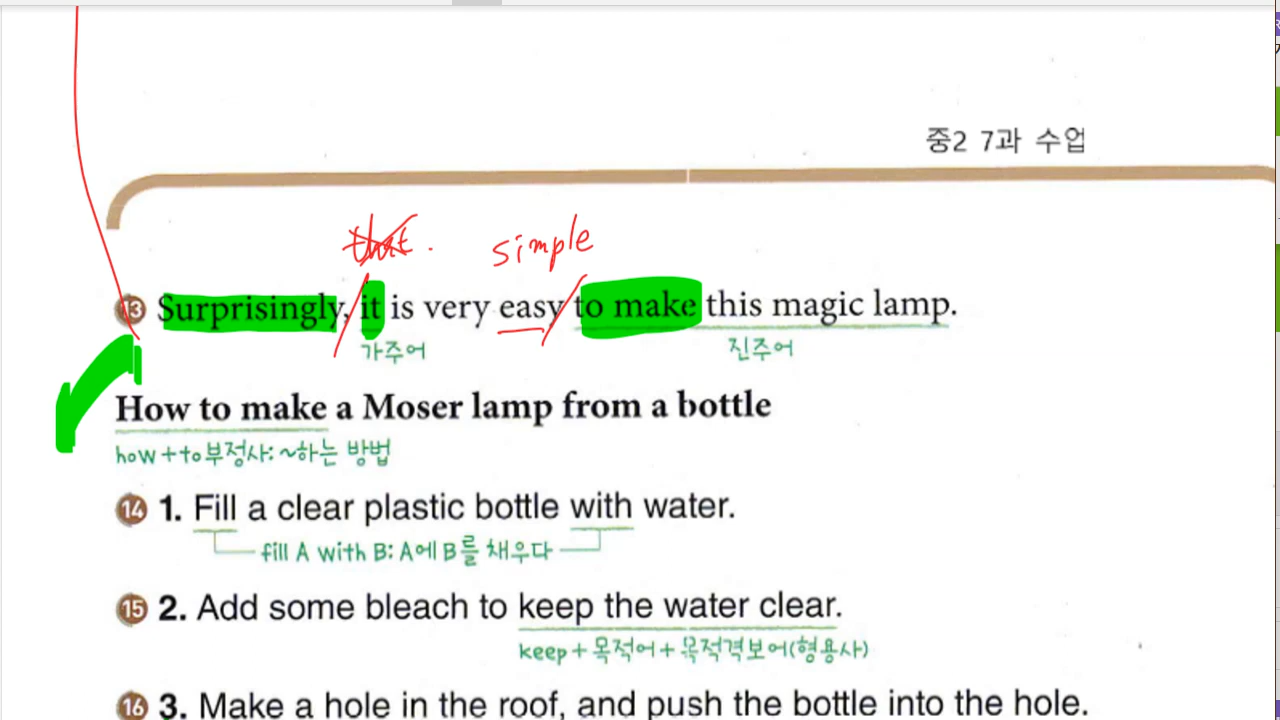 중2 7과 수업
that. simple
13 Surprisingly, it is very easy to make this magic lamp.
가주어 진주어
How to make a Moser lamp from a bottle
how+to부정사: ~하는 방법
14 1. Fill a clear plastic bottle with water.
fill A with B: A에 B를 채우다
15 2. Add some bleach to keep the water clear.
keep+목적어+목적격보어(형용사)
16 3. Make a hole in the roof, and push the bottle into the hole.